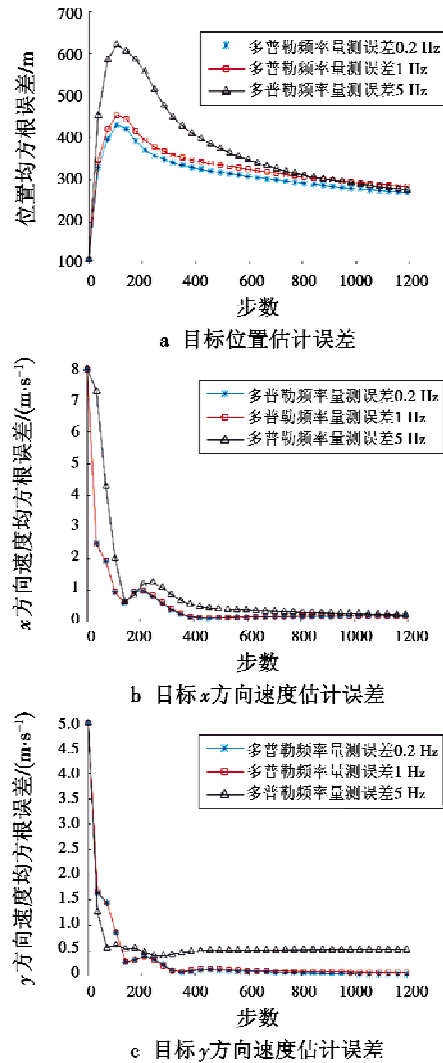 700
600
500
400
300
200
100
位置均方根误差/m
多普勒频率量测误差0.2 Hz
多普勒频率量测误差1 Hz
多普勒频率量测误差5 Hz
0 200 400 600 800 1000 1200
步数
a 目标位置估计误差
8
7
6
5
4
3
2
1
0
x方向速度均方根误差/(m·s⁻¹)
多普勒频率量测误差0.2 Hz
多普勒频率量测误差1 Hz
多普勒频率量测误差5 Hz
0 200 400 600 800 1000 1200
步数
b 目标x方向速度估计误差
5.0
4.5
4.0
3.5
3.0
2.5
2.0
1.5
1.0
0.5
0
y方向速度均方根误差/(m·s⁻¹)
多普勒频率量测误差0.2 Hz
多普勒频率量测误差1 Hz
多普勒频率量测误差5 Hz
0 200 400 600 800 1000 1200
步数
c 目标y方向速度估计误差